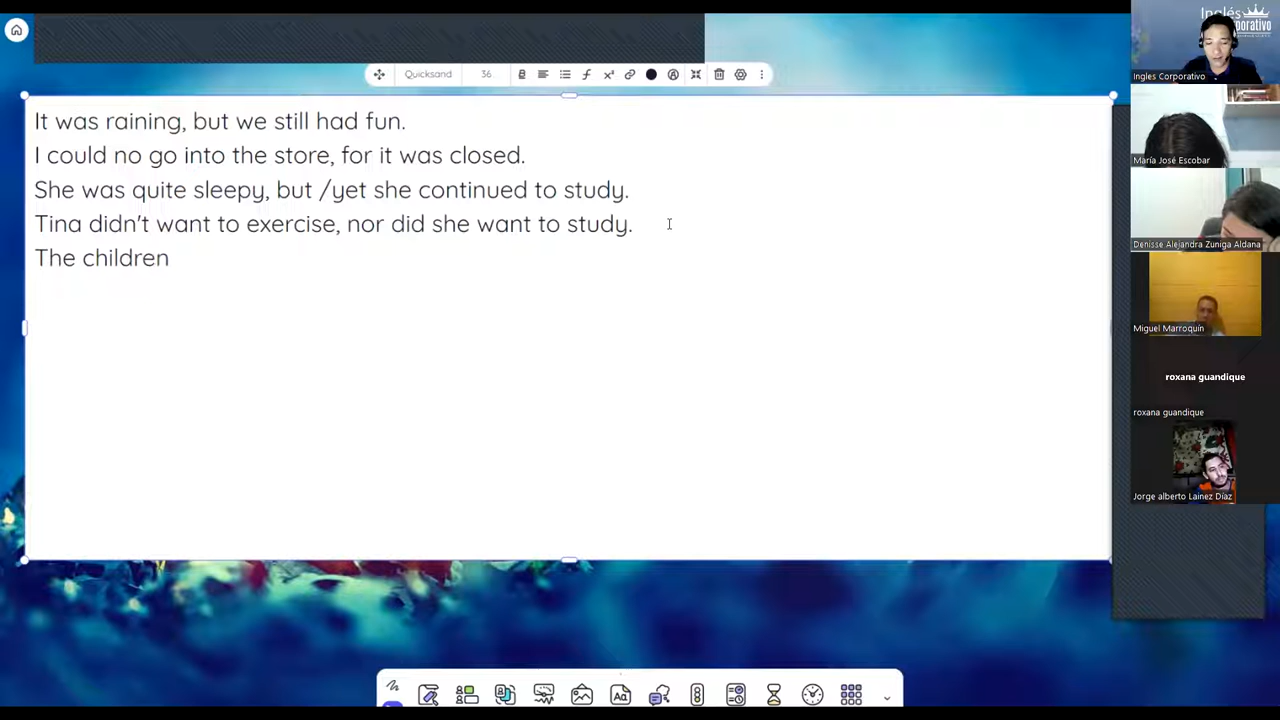 Quicksand
36
It was raining, but we still had fun.
I could no go into the store, for it was closed.
She was quite sleepy, but /yet she continued to study.
Tina didn't want to exercise, nor did she want to study.
The children
Inglés
Ingles Corporativo
María José Escobar
Denisse Alejandra Zuniga Aldana
Miguel Marroquín
roxana guandique
roxana guandique
Jorge alberto Lainez Díaz